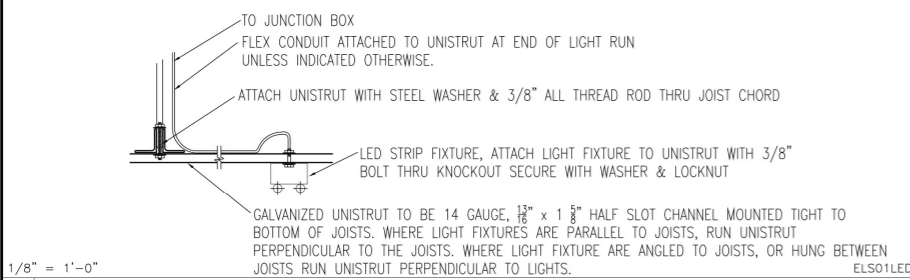 TO JUNCTION BOX
FLEX CONDUIT ATTACHED TO UNISTRUT AT END OF LIGHT RUN
UNLESS INDICATED OTHERWISE.
ATTACH UNISTRUT WITH STEEL WASHER & 3/8" ALL THREAD ROD THRU JOIST CHORD
LED STRIP FIXTURE, ATTACH LIGHT FIXTURE TO UNISTRUT WITH 3/8"
BOLT THRU KNOCKOUT SECURE WITH WASHER & LOCKNUT
GALVANIZED UNISTRUT TO BE 14 GAUGE, 13/16" x 1 5/8" HALF SLOT CHANNEL MOUNTED TIGHT TO
BOTTOM OF JOISTS. WHERE LIGHT FIXTURES ARE PARALLEL TO JOISTS, RUN UNISTRUT
PERPENDICULAR TO THE JOISTS. WHERE LIGHT FIXTURE ARE ANGLED TO JOISTS, OR HUNG BETWEEN
JOISTS RUN UNISTRUT PERPENDICULAR TO LIGHTS.
1/8" = 1'-0"
ELS01LED